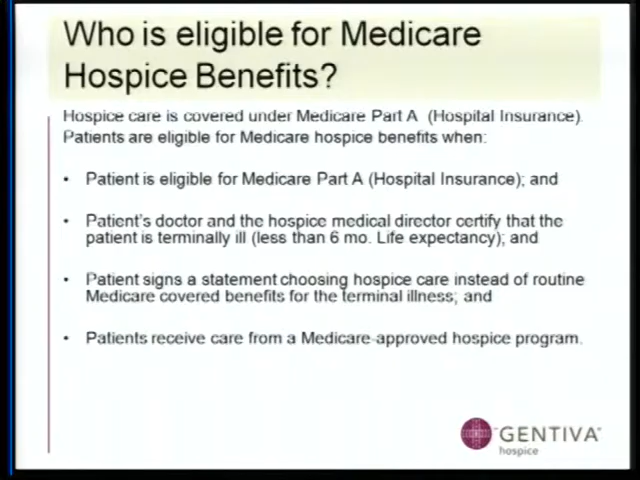 Who is eligible for Medicare
Hospice Benefits?
Hospice care is covered under Medicare Part A (Hospital Insurance).
Patients are eligible for Medicare hospice benefits when:
• Patient is eligible for Medicare Part A (Hospital Insurance); and
• Patient's doctor and the hospice medical director certify that the
patient is terminally ill (less than 6 mo. Life expectancy); and
• Patient signs a statement choosing hospice care instead of routine
Medicare covered benefits for the terminal illness; and
• Patients receive care from a Medicare-approved hospice program.
GENTIVA
hospice